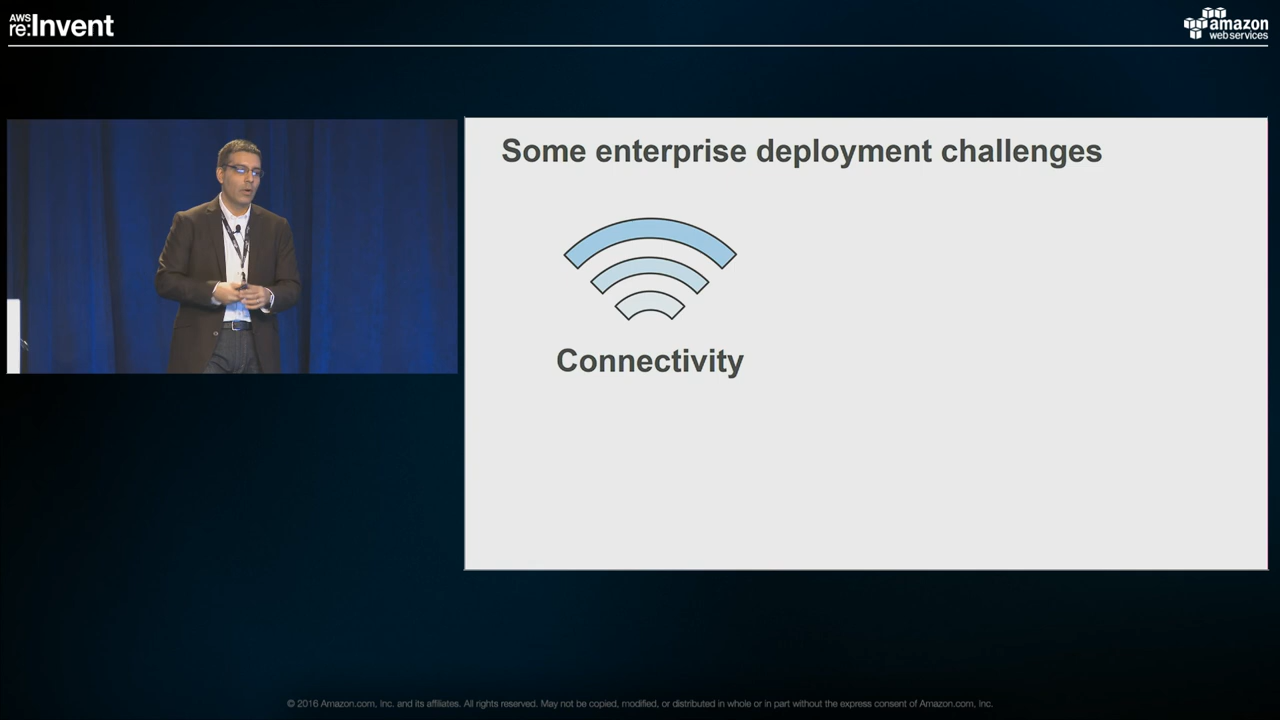 AWS
re:Invent
amazon
web services
Some enterprise deployment challenges
Connectivity
© 2016 Amazon.com, Inc. and its affiliates. All rights reserved. May not be copied, modified, or distributed in whole or in part without the express consent of Amazon.com, Inc.